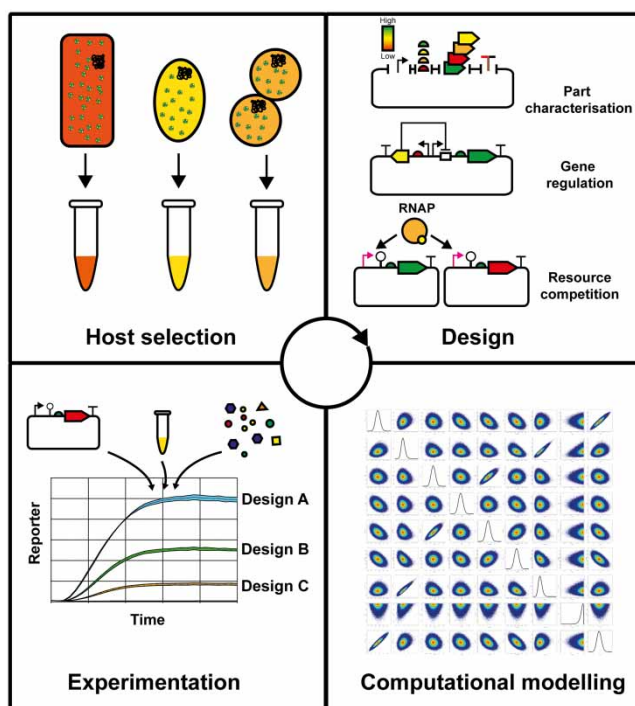 High
Low
Part
characterisation
Gene
regulation
RNAP
Resource
competition
Host selection
Design
Reporter
Design A
Design B
Design C
Time
Experimentation
Computational modelling